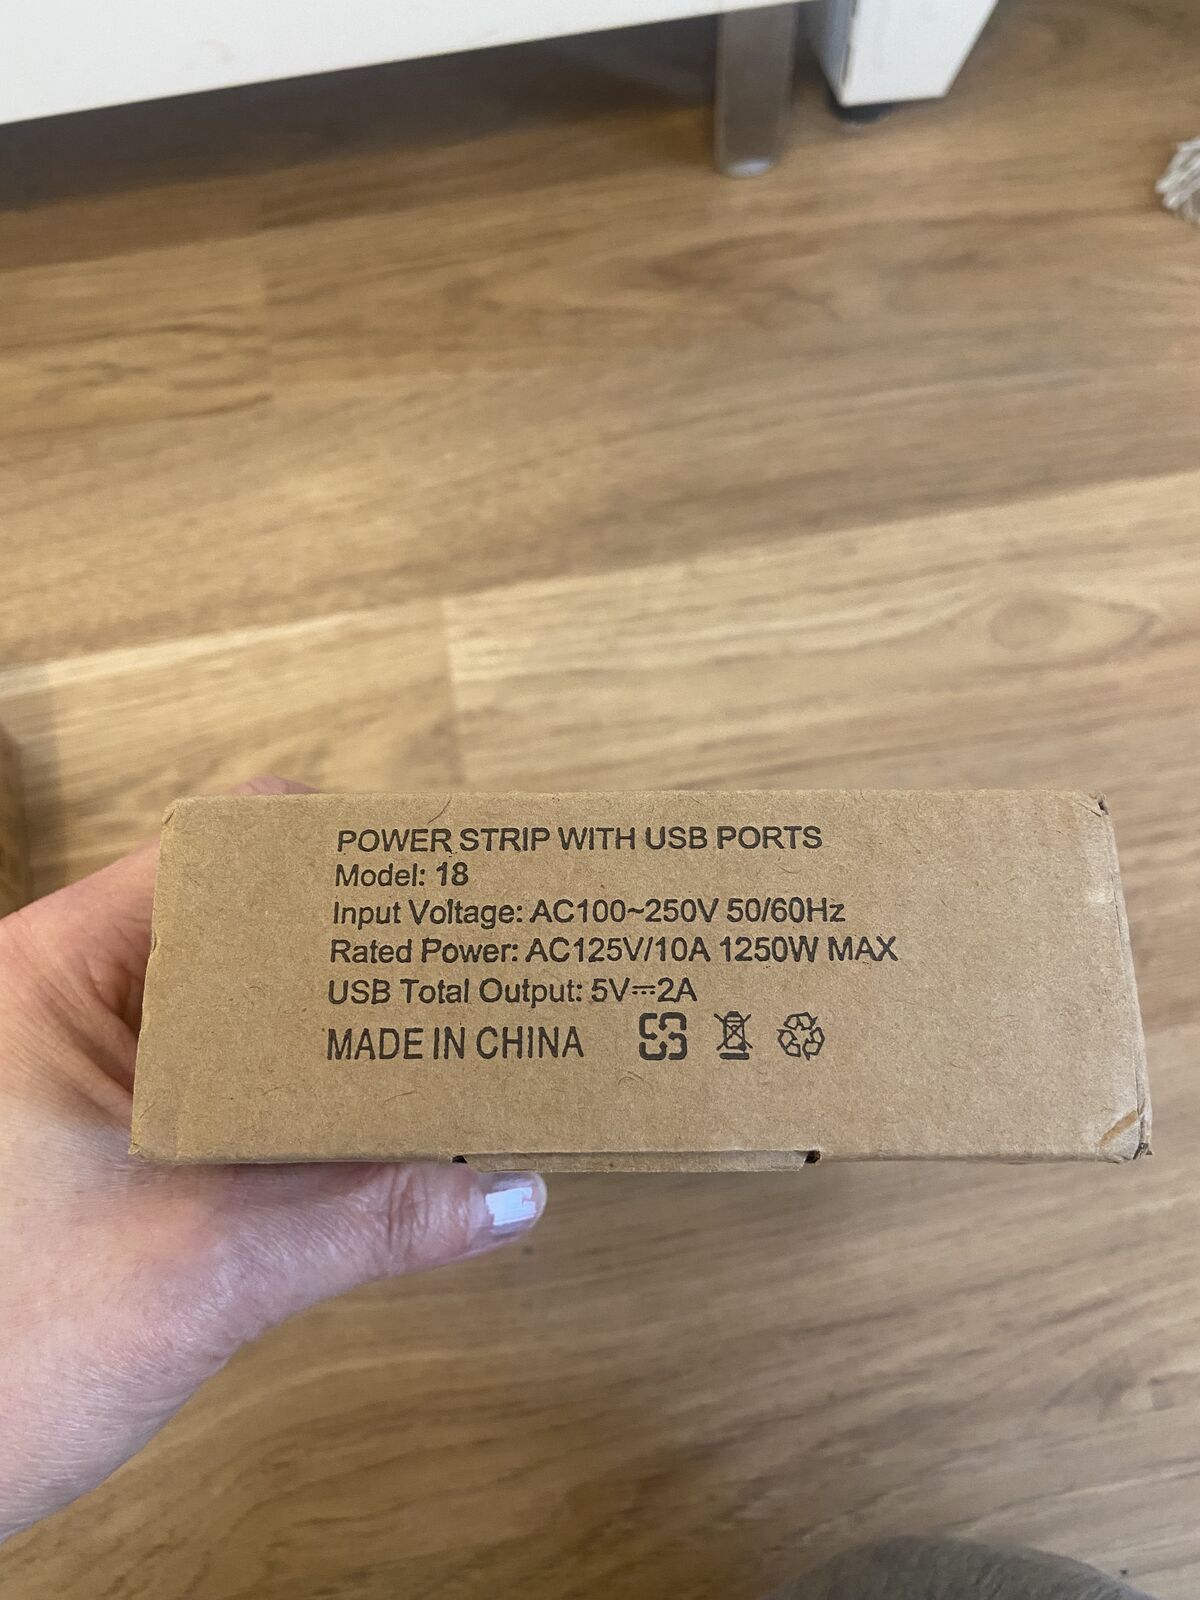 POWER STRIP WITH USB PORTS
Model: 18
Input Voltage: AC100~250V 50/60Hz
Rated Power: AC125V/10A 1250W MAX
USB Total Output: 5V⎓2A
MADE IN CHINA